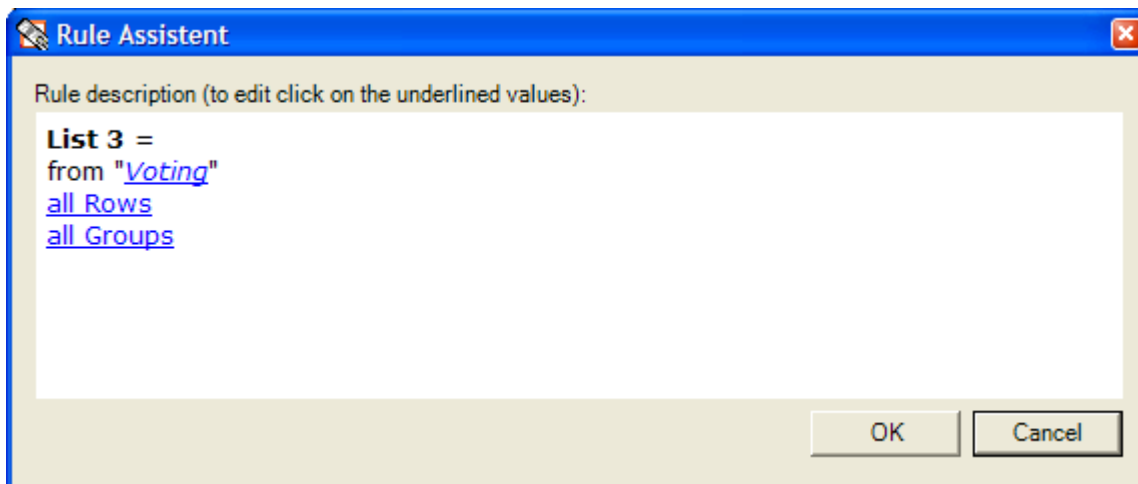 Rule Assistent
Rule description (to edit click on the underlined values):
List 3 =
from "Voting"
all Rows
all Groups
OK Cancel